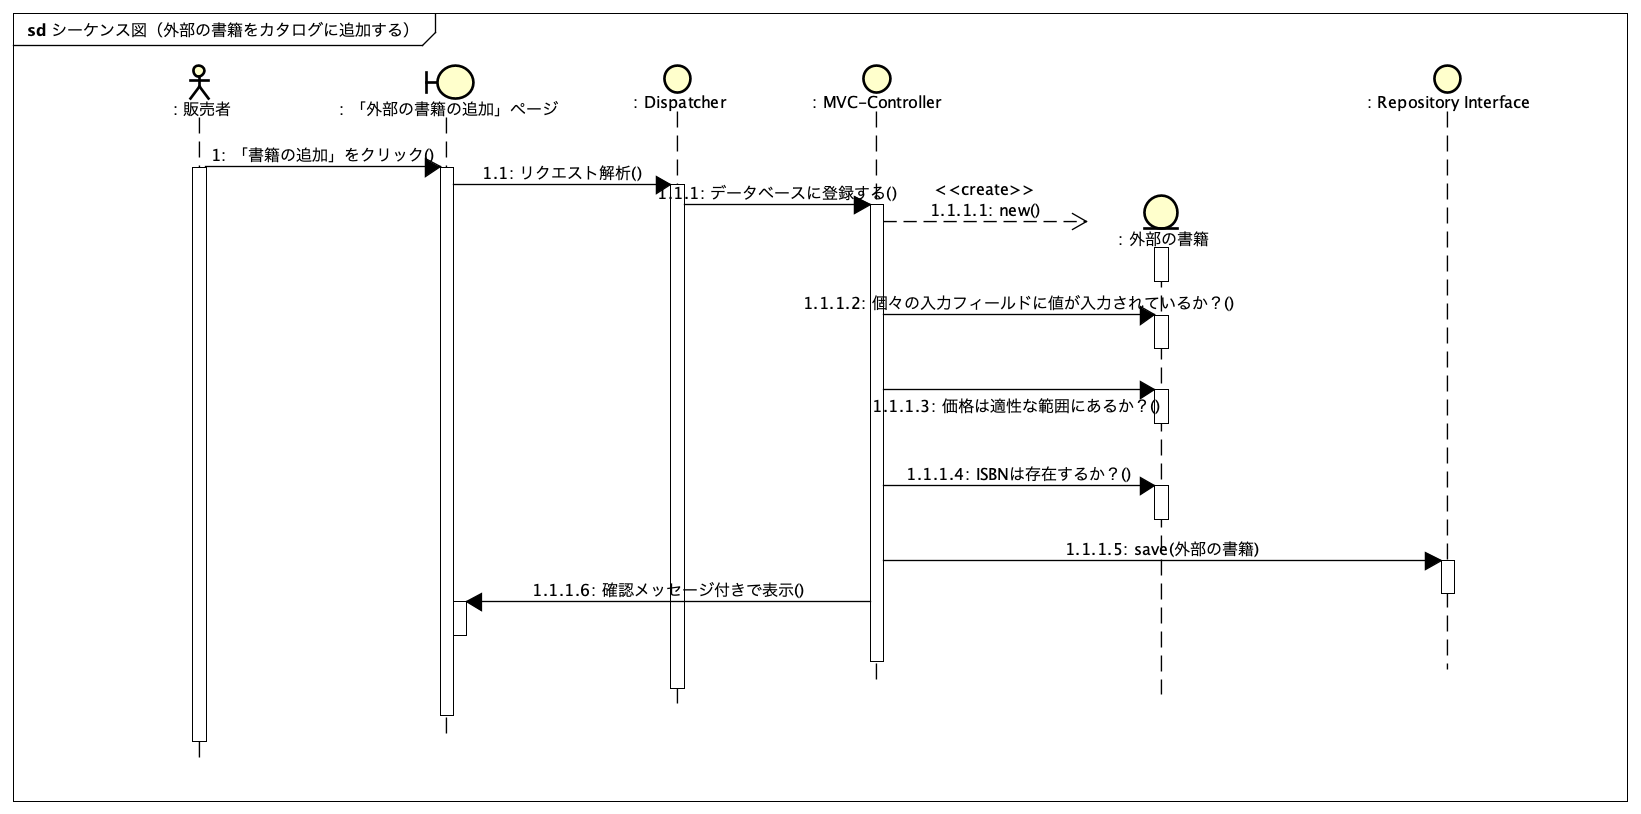 sd シーケンス図（外部の書籍をカタログに追加する）
: 販売者
: 「外部の書籍の追加」ページ
: Dispatcher
: MVC-Controller
: Repository Interface
1: 「書籍の追加」をクリック()
1.1: リクエスト解析()
1.1.1: データベースに登録する()
<<create>>
1.1.1.1: new()
: 外部の書籍
1.1.1.2: 個々の入力フィールドに値が入力されているか？()
1.1.1.3: 価格は適性な範囲にあるか？()
1.1.1.4: ISBNは存在するか？()
1.1.1.5: save(外部の書籍)
1.1.1.6: 確認メッセージ付きで表示()